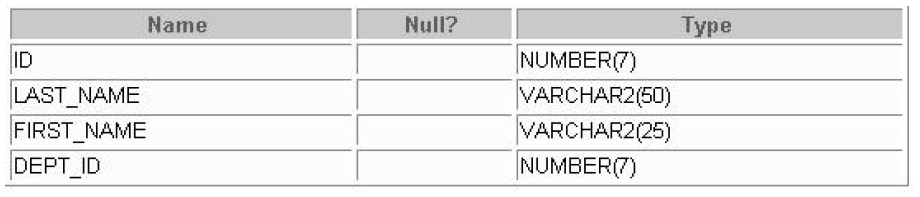 Name Null? Type
ID NUMBER(7)
LAST_NAME VARCHAR2(50)
FIRST_NAME VARCHAR2(25)
DEPT_ID NUMBER(7)